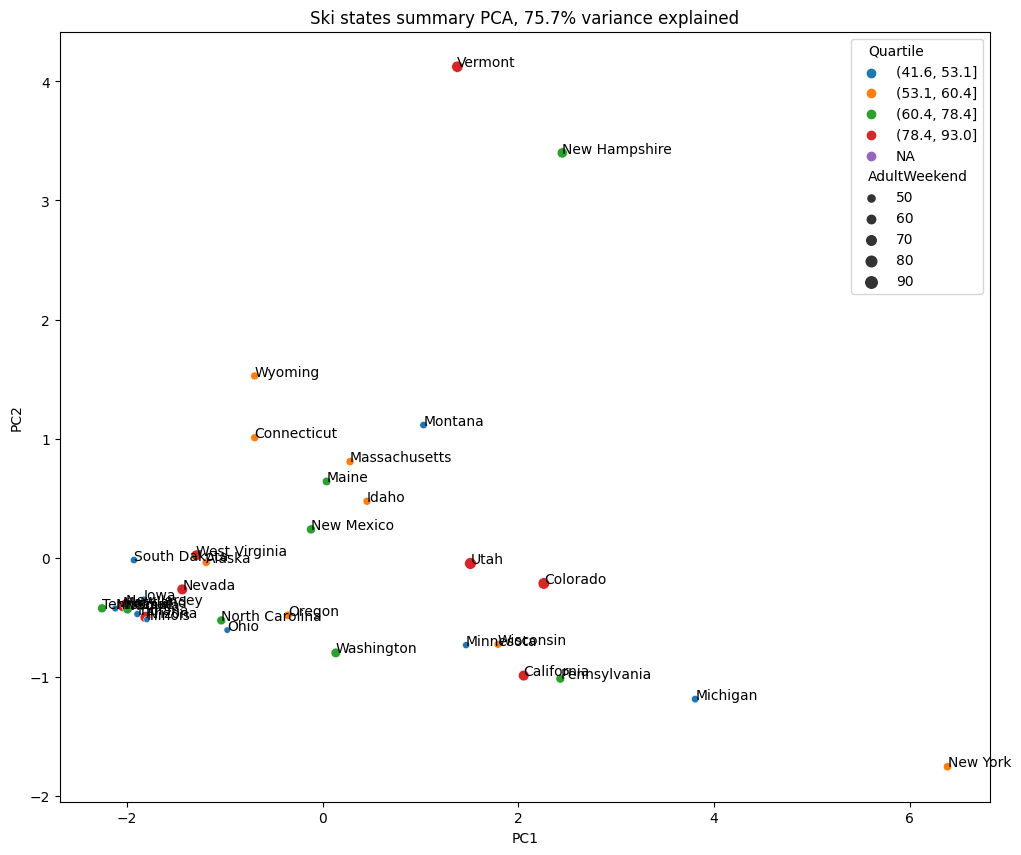 Ski states summary PCA, 75.7% variance explained
Quartile
(41.6, 53.1]
(53.1, 60.4]
(60.4, 78.4]
(78.4, 93.0]
NA
AdultWeekend
50
60
70
80
90
Vermont
New Hampshire
Wyoming
Montana
Connecticut
Massachusetts
Maine
Idaho
New Mexico
West Virginia
South Dakota
Alaska
Utah
Colorado
Nevada
Iowa
Illinois
North Carolina
Oregon
Ohio
Washington
Minnesota
Wisconsin
California
Pennsylvania
Michigan
New York
4
3
2
1
0
−1
−2
PC2
−2
0
2
4
6
PC1